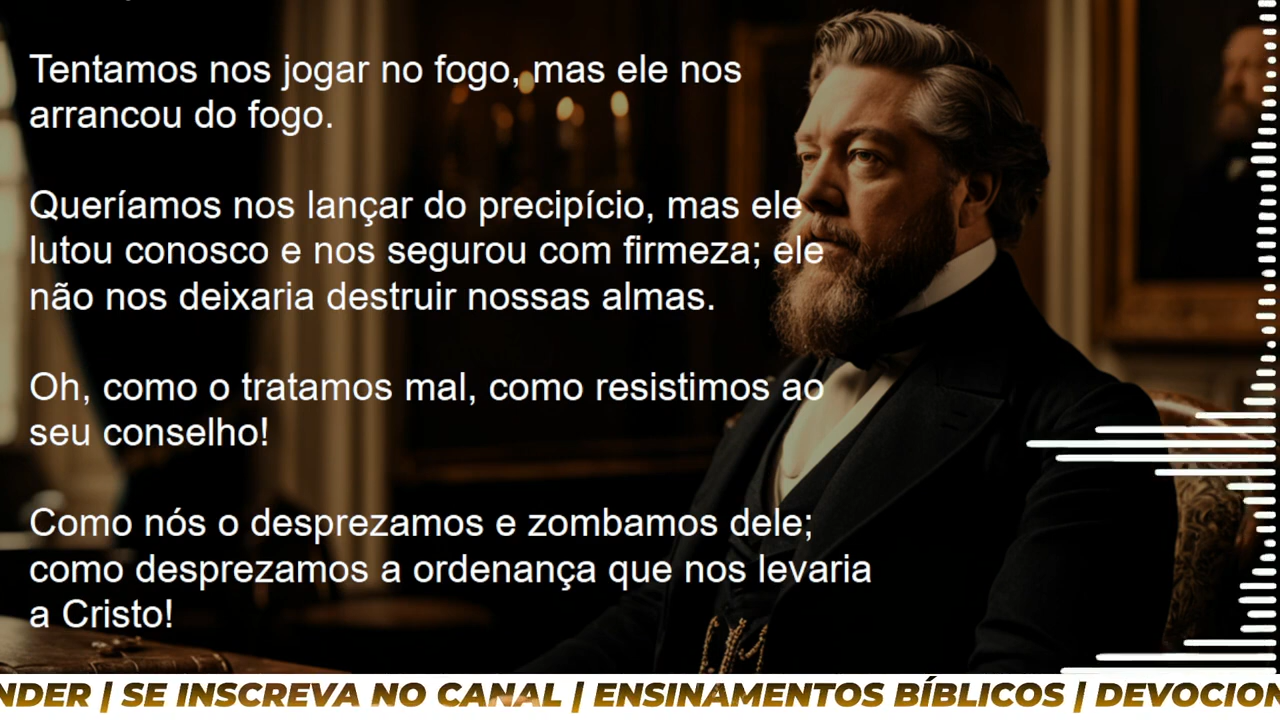 Tentamos nos jogar no fogo, mas ele nos
arrancou do fogo.
Queríamos nos lançar do precipício, mas ele
lutou conosco e nos segurou com firmeza; ele
não nos deixaria destruir nossas almas.
Oh, como o tratamos mal, como resistimos ao
seu conselho!
Como nós o desprezamos e zombamos dele;
como desprezamos a ordenança que nos levaria
a Cristo!
NDER | SE INSCREVA NO CANAL | ENSINAMENTOS BÍBLICOS | DEVOCION